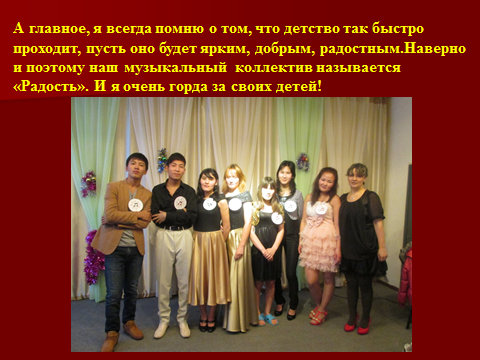 А главное, я всегда помню о том, что детство так быстро
проходит, пусть оно будет ярким, добрым, радостным.Наверно
и поэтому наш музыкальный коллектив называется
«Радость». И я очень горда за своих детей!